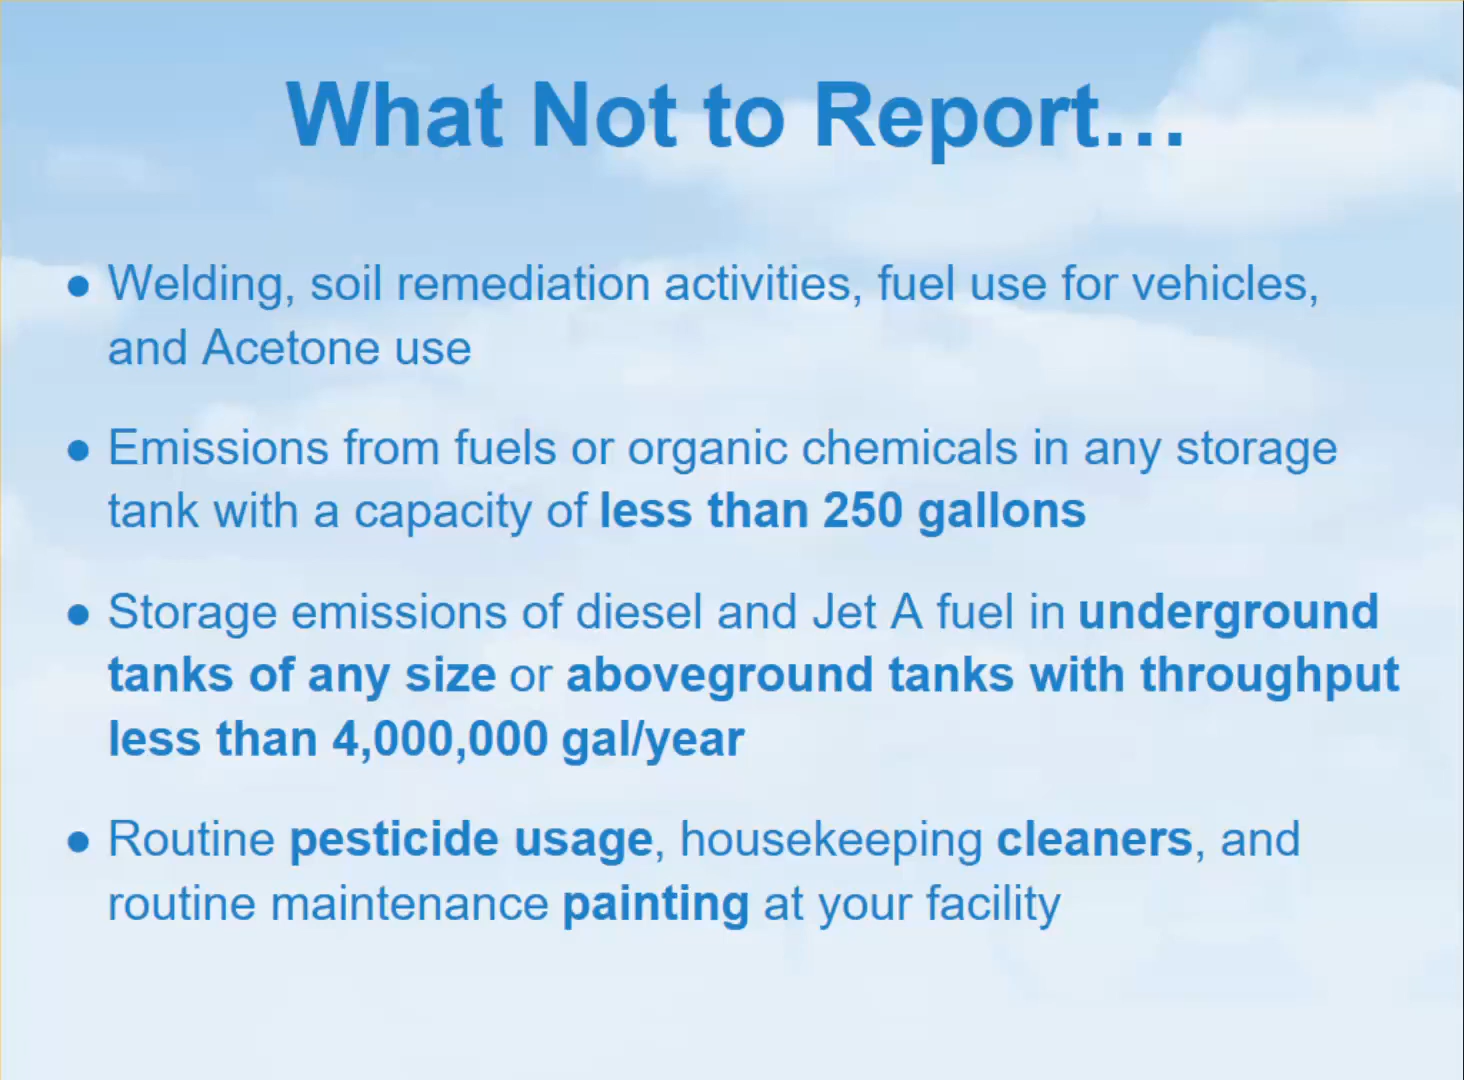 What Not to Report…
● Welding, soil remediation activities, fuel use for vehicles,
and Acetone use
● Emissions from fuels or organic chemicals in any storage
tank with a capacity of less than 250 gallons
● Storage emissions of diesel and Jet A fuel in underground
tanks of any size or aboveground tanks with throughput
less than 4,000,000 gal/year
● Routine pesticide usage, housekeeping cleaners, and
routine maintenance painting at your facility